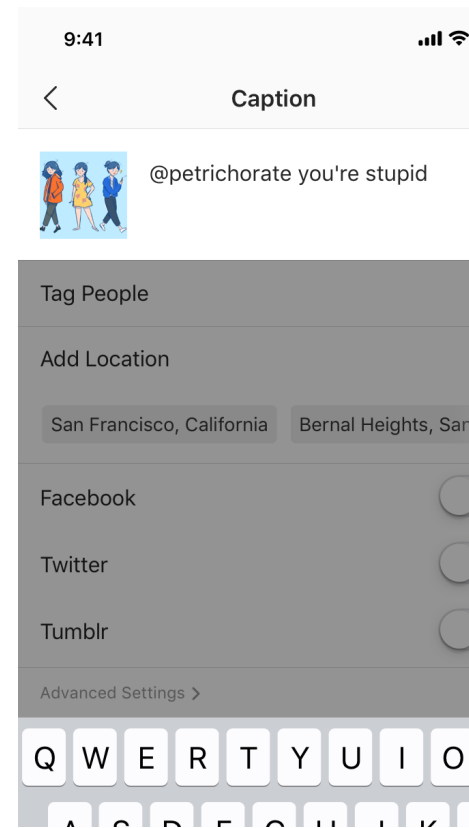 9:41
Caption
@petrichorate you're stupid
Tag People
Add Location
San Francisco, California Bernal Heights, San
Facebook
Twitter
Tumblr
Advanced Settings >
Q W E R T Y U I O
A S D F G H J K